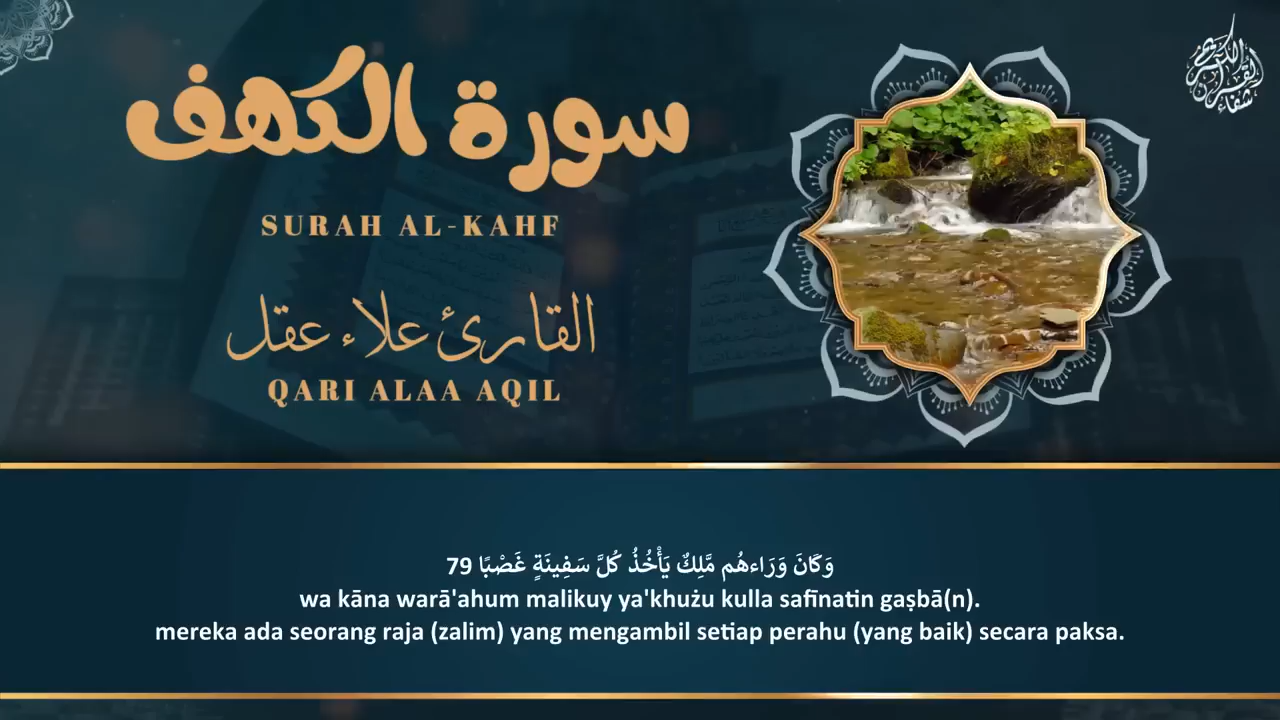 سورة الكهف
SURAH AL-KAHF
القارئ علاء عقل
QARI ALAA AQIL
وَكَانَ وَرَاءهُم مَّلِكٌ يَأْخُذُ كُلَّ سَفِينَةٍ غَصْبًا 79
wa kāna warā'ahum malikuy ya'khużu kulla safīnatin gaṣbā(n).
mereka ada seorang raja (zalim) yang mengambil setiap perahu (yang baik) secara paksa.